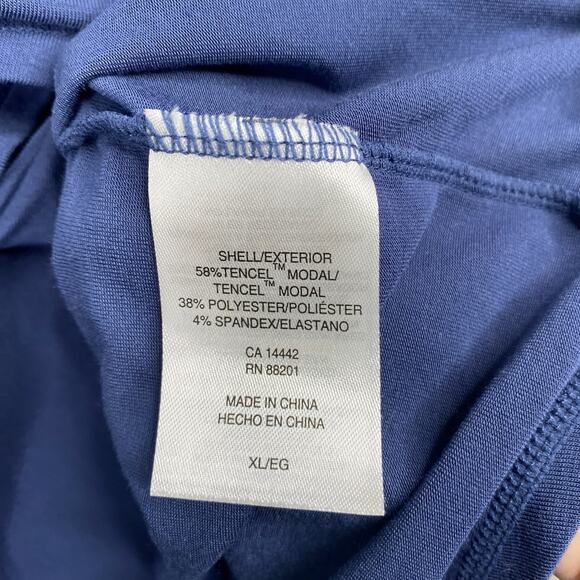 SHELL/EXTERIOR
58%TENCEL™ MODAL/
TENCEL™ MODAL
38% POLYESTER/POLIÉSTER
4% SPANDEX/ELASTANO
CA 14442
RN 88201
MADE IN CHINA
HECHO EN CHINA
XL/EG